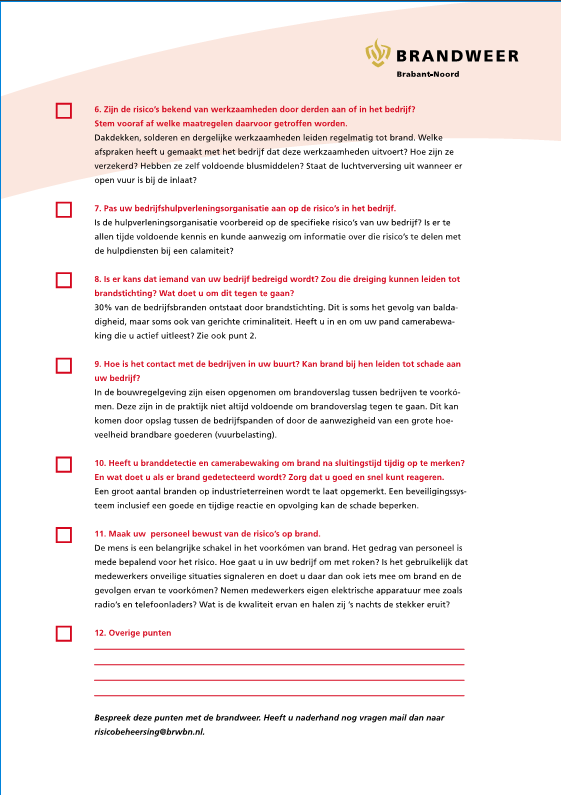 BRANDWEER
Brabant-Noord
6. Zijn de risico's bekend van werkzaamheden door derden aan of in het bedrijf?
Stem vooraf af welke maatregelen daarvoor getroffen worden.
Dakdekken, solderen en dergelijke werkzaamheden leiden regelmatig tot brand. Welke
afspraken heeft u gemaakt met het bedrijf dat deze werkzaamheden uitvoert? Hoe zijn ze
verzekerd? Hebben ze zelf voldoende blusmiddelen? Staat de luchtverversing uit wanneer er
open vuur is bij de inlaat?
7. Pas uw bedrijfshulpverleningsorganisatie aan op de risico's in het bedrijf.
Is de hulpverleningsorganisatie voorbereid op de specifieke risico's van uw bedrijf? Is er te
allen tijde voldoende kennis en kunde aanwezig om informatie over die risico's te delen met
de hulpdiensten bij een calamiteit?
8. Is er kans dat iemand van uw bedrijf bedreigd wordt? Zou die dreiging kunnen leiden tot
brandstichting? Wat doet u om dit tegen te gaan?
30% van de bedrijfsbranden ontstaat door brandstichting. Dit is soms het gevolg van balda-
digheid, maar soms ook van gerichte criminaliteit. Heeft u in en om uw pand camerabewa-
king die u actief uitleest? Zie ook punt 2.
9. Hoe is het contact met de bedrijven in uw buurt? Kan brand bij hen leiden tot schade aan
uw bedrijf?
In de bouwregelgeving zijn eisen opgenomen om brandoverslag tussen bedrijven te voorkó-
men. Deze zijn in de praktijk niet altijd voldoende om brandoverslag tegen te gaan. Dit kan
komen door opslag tussen de bedrijfspanden of door de aanwezigheid van een grote hoe-
veelheid brandbare goederen (vuurbelasting).
10. Heeft u branddetectie en camerabewaking om brand na sluitingstijd tijdig op te merken?
En wat doet u als er brand gedetecteerd wordt? Zorg dat u goed en snel kunt reageren.
Een groot aantal branden op industrieterreinen wordt te laat opgemerkt. Een beveiligingssys-
teem inclusief een goede en tijdige reactie en opvolging kan de schade beperken.
11. Maak uw personeel bewust van de risico's op brand.
De mens is een belangrijke schakel in het voorkómen van brand. Het gedrag van personeel is
mede bepalend voor het risico. Hoe gaat u in uw bedrijf om met roken? Is het gebruikelijk dat
medewerkers onveilige situaties signaleren en doet u daar dan ook iets mee om brand en de
gevolgen ervan te voorkómen? Nemen medewerkers eigen elektrische apparatuur mee zoals
radio's en telefoonladers? Wat is de kwaliteit ervan en halen zij 's nachts de stekker eruit?
12. Overige punten
Bespreek deze punten met de brandweer. Heeft u naderhand nog vragen mail dan naar
risicobeheersing@brwbn.nl.